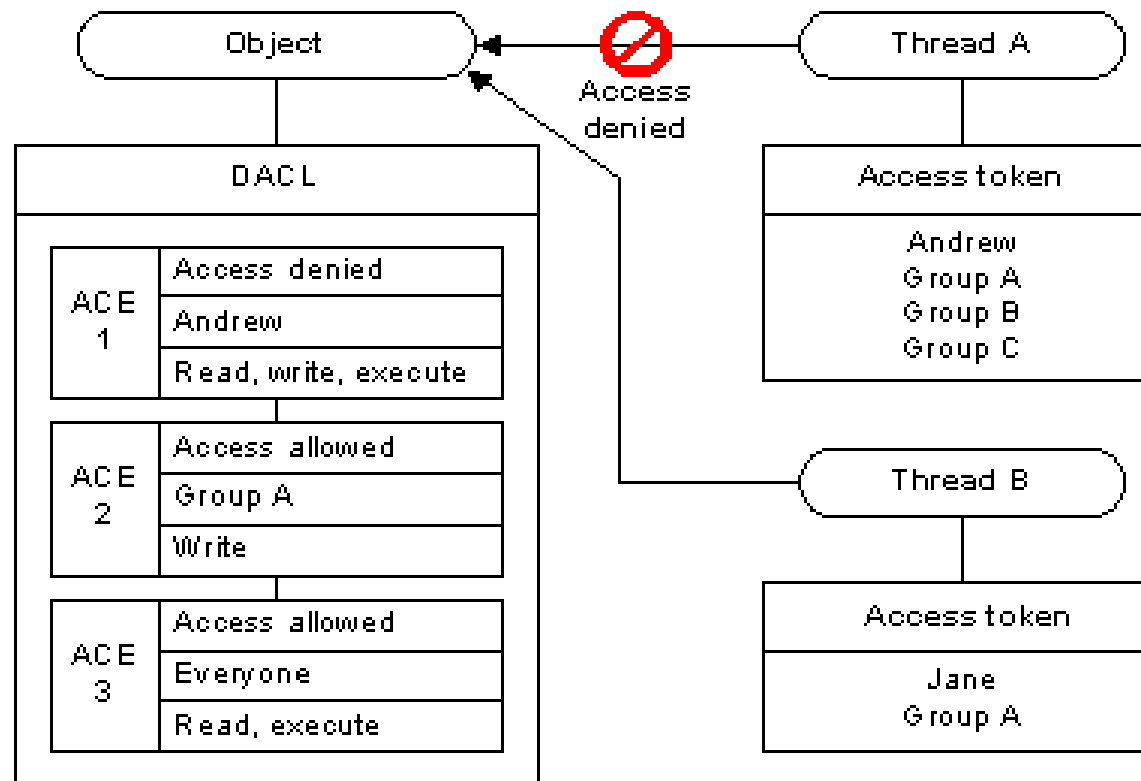 Object
Thread A
Access
denied
DACL
Access token
ACE
1
Access denied
Andrew
Read, write, execute
Andrew
Group A
Group B
Group C
ACE
2
Access allowed
Group A
Write
Thread B
ACE
3
Access allowed
Everyone
Read, execute
Access token
Jane
Group A